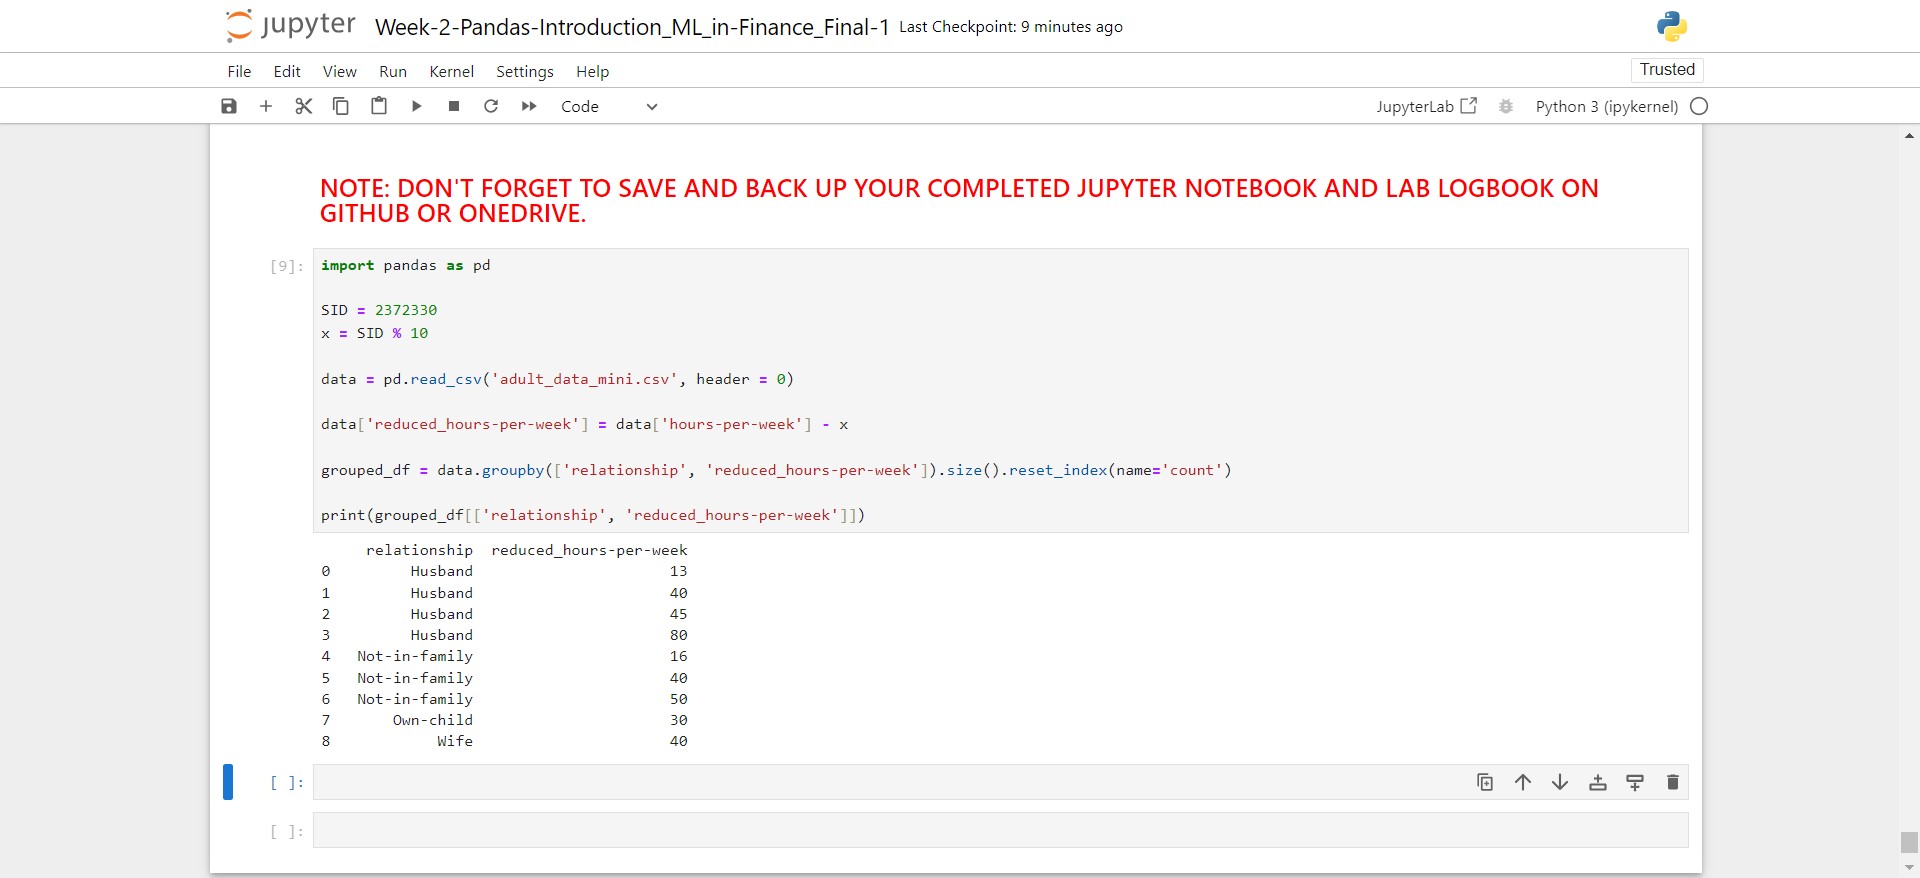 jupyter Week-2-Pandas-Introduction_ML_in-Finance_Final-1 Last Checkpoint: 9 minutes ago
File Edit View Run Kernel Settings Help Trusted
Code JupyterLab Python 3 (ipykernel)
NOTE: DON'T FORGET TO SAVE AND BACK UP YOUR COMPLETED JUPYTER NOTEBOOK AND LAB LOGBOOK ON
GITHUB OR ONEDRIVE.
[9]: import pandas as pd
SID = 2372330
x = SID % 10
data = pd.read_csv('adult_data_mini.csv', header = 0)
data['reduced_hours-per-week'] = data['hours-per-week'] - x
grouped_df = data.groupby(['relationship', 'reduced_hours-per-week']).size().reset_index(name='count')
print(grouped_df[['relationship', 'reduced_hours-per-week']])
relationship reduced_hours-per-week
0 Husband 13
1 Husband 40
2 Husband 45
3 Husband 80
4 Not-in-family 16
5 Not-in-family 40
6 Not-in-family 50
7 Own-child 30
8 Wife 40
[ ]:
[ ]: